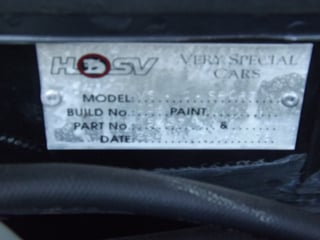 HSV VERY SPECIAL
CARS
MODEL:
BUILD No.: PAINT
PART No.: &
DATE